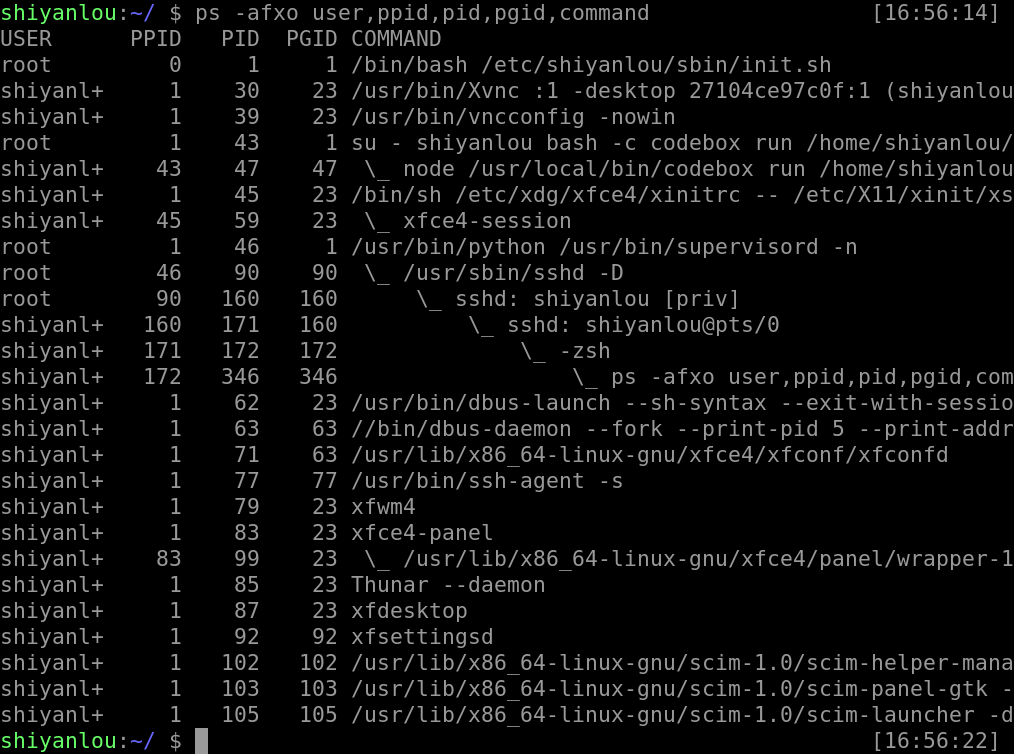 shiyanlou:~/ $ ps -afxo user,ppid,pid,pgid,command                 [16:56:14]
USER      PPID   PID  PGID COMMAND
root         0     1     1 /bin/bash /etc/shiyanlou/sbin/init.sh
shiyanl+     1    30    23 /usr/bin/Xvnc :1 -desktop 27104ce97c0f:1 (shiyanlou
shiyanl+     1    39    23 /usr/bin/vncconfig -nowin
root         1    43     1 su - shiyanlou bash -c codebox run /home/shiyanlou/
shiyanl+    43    47    47  \_ node /usr/local/bin/codebox run /home/shiyanlou
shiyanl+     1    45    23 /bin/sh /etc/xdg/xfce4/xinitrc -- /etc/X11/xinit/xs
shiyanl+    45    59    23  \_ xfce4-session
root         1    46     1 /usr/bin/python /usr/bin/supervisord -n
root        46    90    90  \_ /usr/sbin/sshd -D
root        90   160   160      \_ sshd: shiyanlou [priv]
shiyanl+   160   171   160          \_ sshd: shiyanlou@pts/0
shiyanl+   171   172   172              \_ -zsh
shiyanl+   172   346   346                  \_ ps -afxo user,ppid,pid,pgid,com
shiyanl+     1    62    23 /usr/bin/dbus-launch --sh-syntax --exit-with-sessio
shiyanl+     1    63    63 //bin/dbus-daemon --fork --print-pid 5 --print-addr
shiyanl+     1    71    63 /usr/lib/x86_64-linux-gnu/xfce4/xfconf/xfconfd
shiyanl+     1    77    77 /usr/bin/ssh-agent -s
shiyanl+     1    79    23 xfwm4
shiyanl+     1    83    23 xfce4-panel
shiyanl+    83    99    23  \_ /usr/lib/x86_64-linux-gnu/xfce4/panel/wrapper-1
shiyanl+     1    85    23 Thunar --daemon
shiyanl+     1    87    23 xfdesktop
shiyanl+     1    92    92 xfsettingsd
shiyanl+     1   102   102 /usr/lib/x86_64-linux-gnu/scim-1.0/scim-helper-mana
shiyanl+     1   103   103 /usr/lib/x86_64-linux-gnu/scim-1.0/scim-panel-gtk -
shiyanl+     1   105   105 /usr/lib/x86_64-linux-gnu/scim-1.0/scim-launcher -d
shiyanlou:~/ $                                                     [16:56:22]